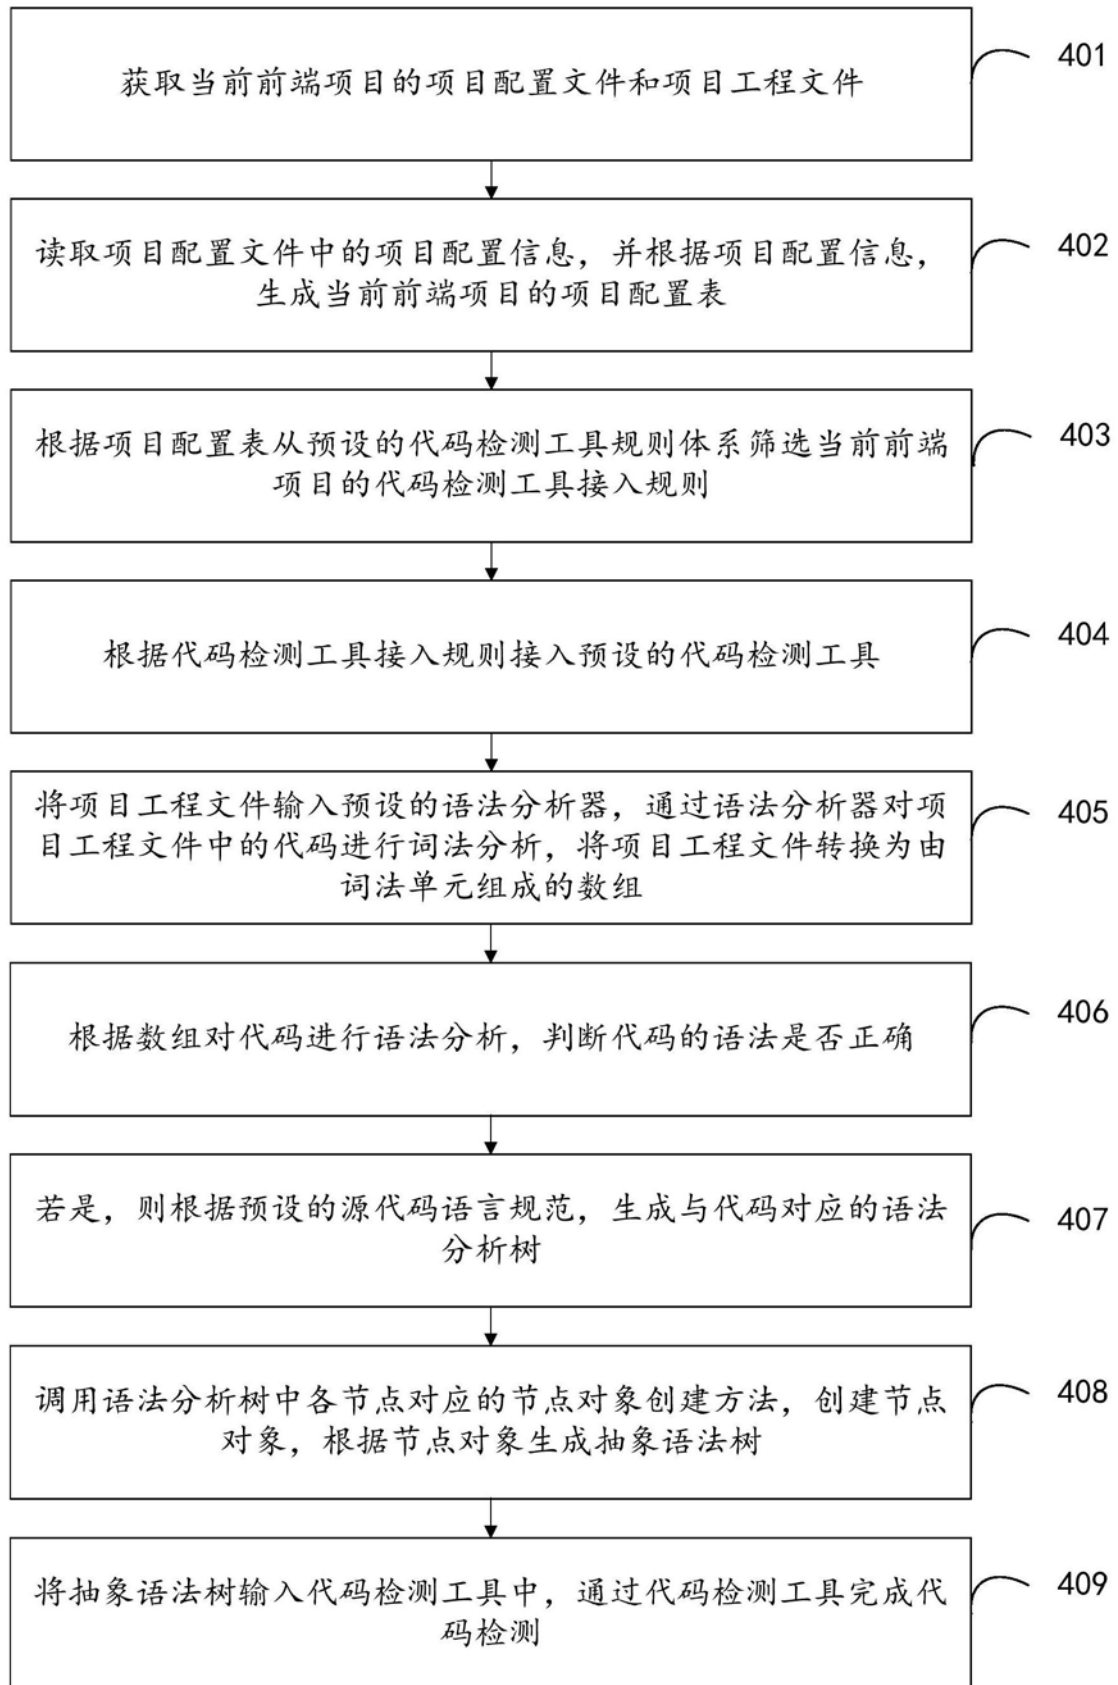 获取当前前端项目的项目配置文件和项目工程文件
401
读取项目配置文件中的项目配置信息，并根据项目配置信息，
生成当前前端项目的项目配置表
402
根据项目配置表从预设的代码检测工具规则体系筛选当前前端
项目的代码检测工具接入规则
403
根据代码检测工具接入规则接入预设的代码检测工具
404
将项目工程文件输入预设的语法分析器，通过语法分析器对项
目工程文件中的代码进行词法分析，将项目工程文件转换为由
词法单元组成的数组
405
根据数组对代码进行语法分析，判断代码的语法是否正确
406
若是，则根据预设的源代码语言规范，生成与代码对应的语法
分析树
407
调用语法分析树中各节点对应的节点对象创建方法，创建节点
对象，根据节点对象生成抽象语法树
408
将抽象语法树输入代码检测工具中，通过代码检测工具完成代
码检测
409